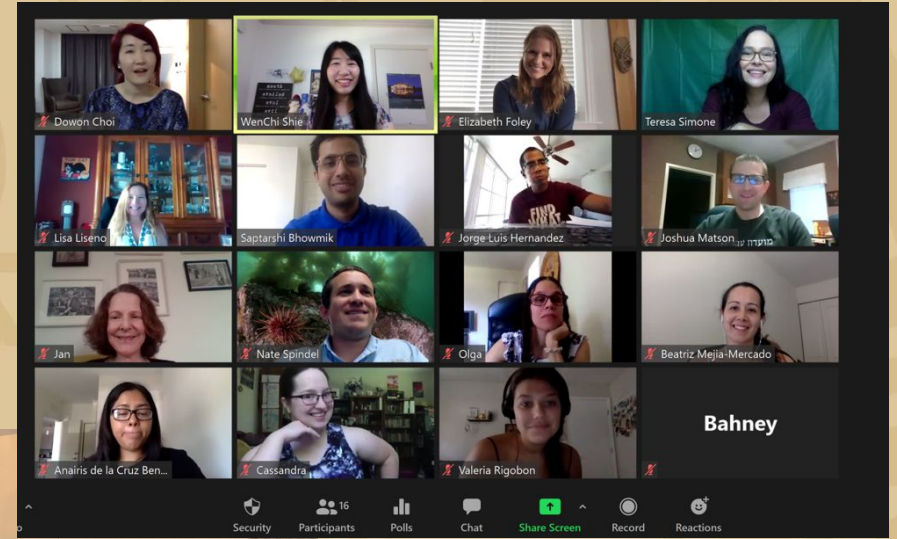 Dowon Choi
WenChi Shie
Elizabeth Foley
Teresa Simone
Lisa Liseno
Saptarshi Bhowmik
Jorge Luis Hernandez
Joshua Matson
מועדון
Jan
Nate Spindel
Olga
Beatriz Mejia-Mercado
Anairis de la Cruz Ben...
Cassandra
Valeria Rigobon
Bahney
Security
Participants
16
Polls
Chat
Share Screen
Record
Reactions